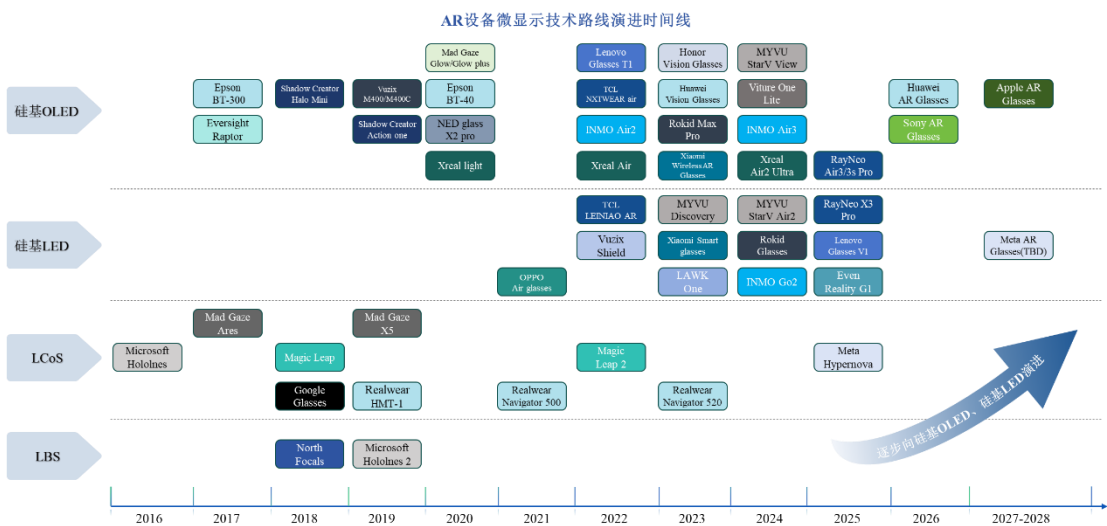 AR设备微显示技术路线演进时间线
硅基OLED
Mad Gaze
Glow/Glow plus
Lenovo
Glasses T1
Honor
Vision Glasses
MYVU
StarV View
Epson
BT-300
Shadow Creator
Halo Mini
Vuzix
M400/M400C
Epson
BT-40
TCL
NXTWEAR air
Huawei
Vision Glasses
Viture One
Lite
Huawei
AR Glasses
Apple AR
Glasses
Eversight
Raptor
Shadow Creator
Action one
NED glass
X2 pro
INMO Air2
Rokid Max
Pro
INMO Air3
Sony AR
Glasses
Xreal light
Xreal Air
Xiaomi
Wireless AR
Glasses
Xreal
Air2 Ultra
RayNeo
Air3/3s Pro
硅基LED
TCL
LEINIAO AR
MYVU
Discovery
MYVU
StarV Air2
RayNeo X3
Pro
Vuzix
Shield
Xiaomi Smart
glasses
Rokid
Glasses
Lenovo
Glasses V1
Meta AR
Glasses(TBD)
OPPO
Air glasses
LAWK
One
INMO Go2
Even
Reality G1
LCoS
Mad Gaze
Ares
Mad Gaze
X5
Microsoft
Hololnes
Magic Leap
Magic
Leap 2
Meta
Hypernova
Google
Glasses
Realwear
HMT-1
Realwear
Navigator 500
Realwear
Navigator 520
逐步向硅基OLED、硅基LED演进
LBS
North
Focals
Microsoft
Hololnes 2
2016
2017
2018
2019
2020
2021
2022
2023
2024
2025
2026
2027-2028